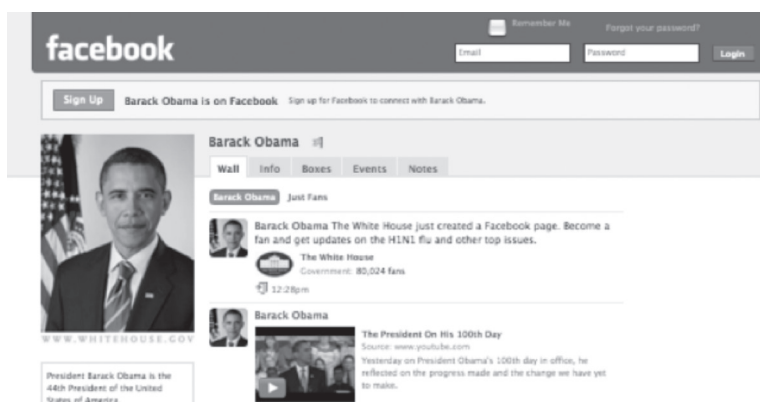 Remember Me
Forgot your password?
facebook
Email
Password
Login
Sign Up
Barack Obama is on Facebook
Sign up for Facebook to connect with Barack Obama.
Barack Obama
Wall Info Boxes Events Notes
Barack Obama Just Fans
Barack Obama The White House just created a Facebook page. Become a
fan and get updates on the H1N1 flu and other top issues.
The White House
Government: 80,024 fans
12:28pm
Barack Obama
The President On His 100th Day
Source: www.youtube.com
Yesterday on President Obama's 100th day in office, he
reflected on the progress made and the change we have yet
to make.
WWW.WHITEHOUSE.GOV
President Barack Obama is the
44th President of the United
States of America